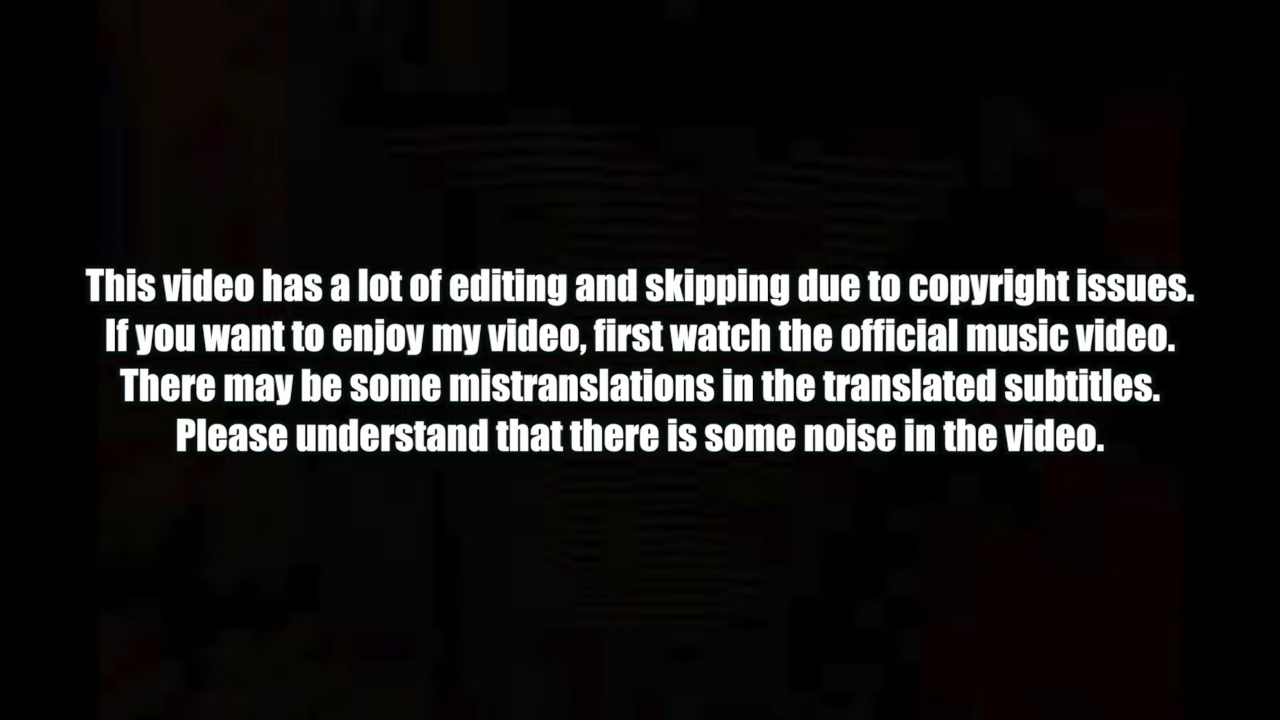 This video has a lot of editing and skipping due to copyright issues.
If you want to enjoy my video, first watch the official music video.
There may be some mistranslations in the translated subtitles.
Please understand that there is some noise in the video.